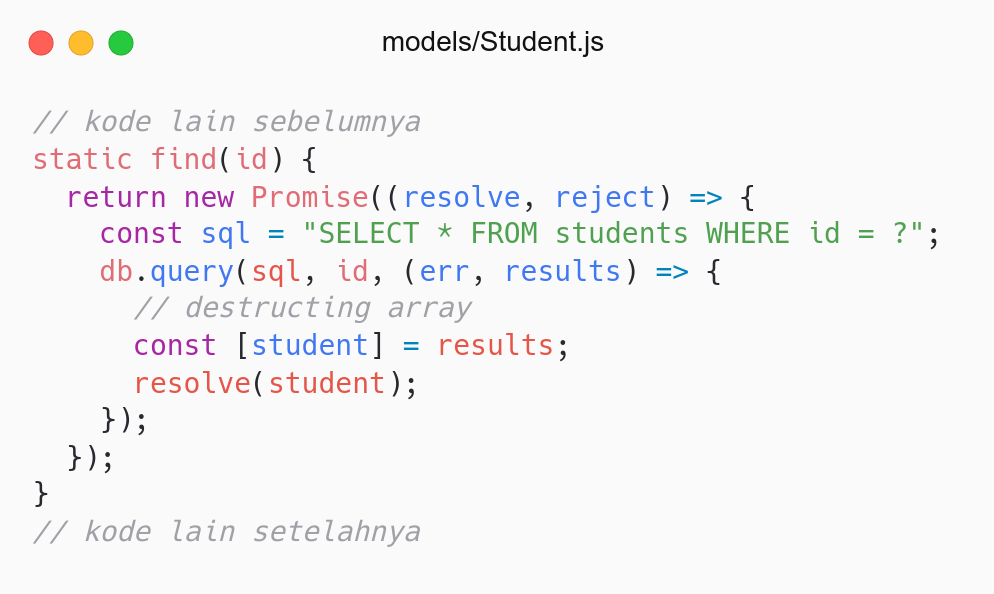 models/Student.js
// kode lain sebelumnya
static find(id) {
  return new Promise((resolve, reject) => {
    const sql = "SELECT * FROM students WHERE id = ?";
    db.query(sql, id, (err, results) => {
      // destructing array
      const [student] = results;
      resolve(student);
    });
  });
}
// kode lain setelahnya